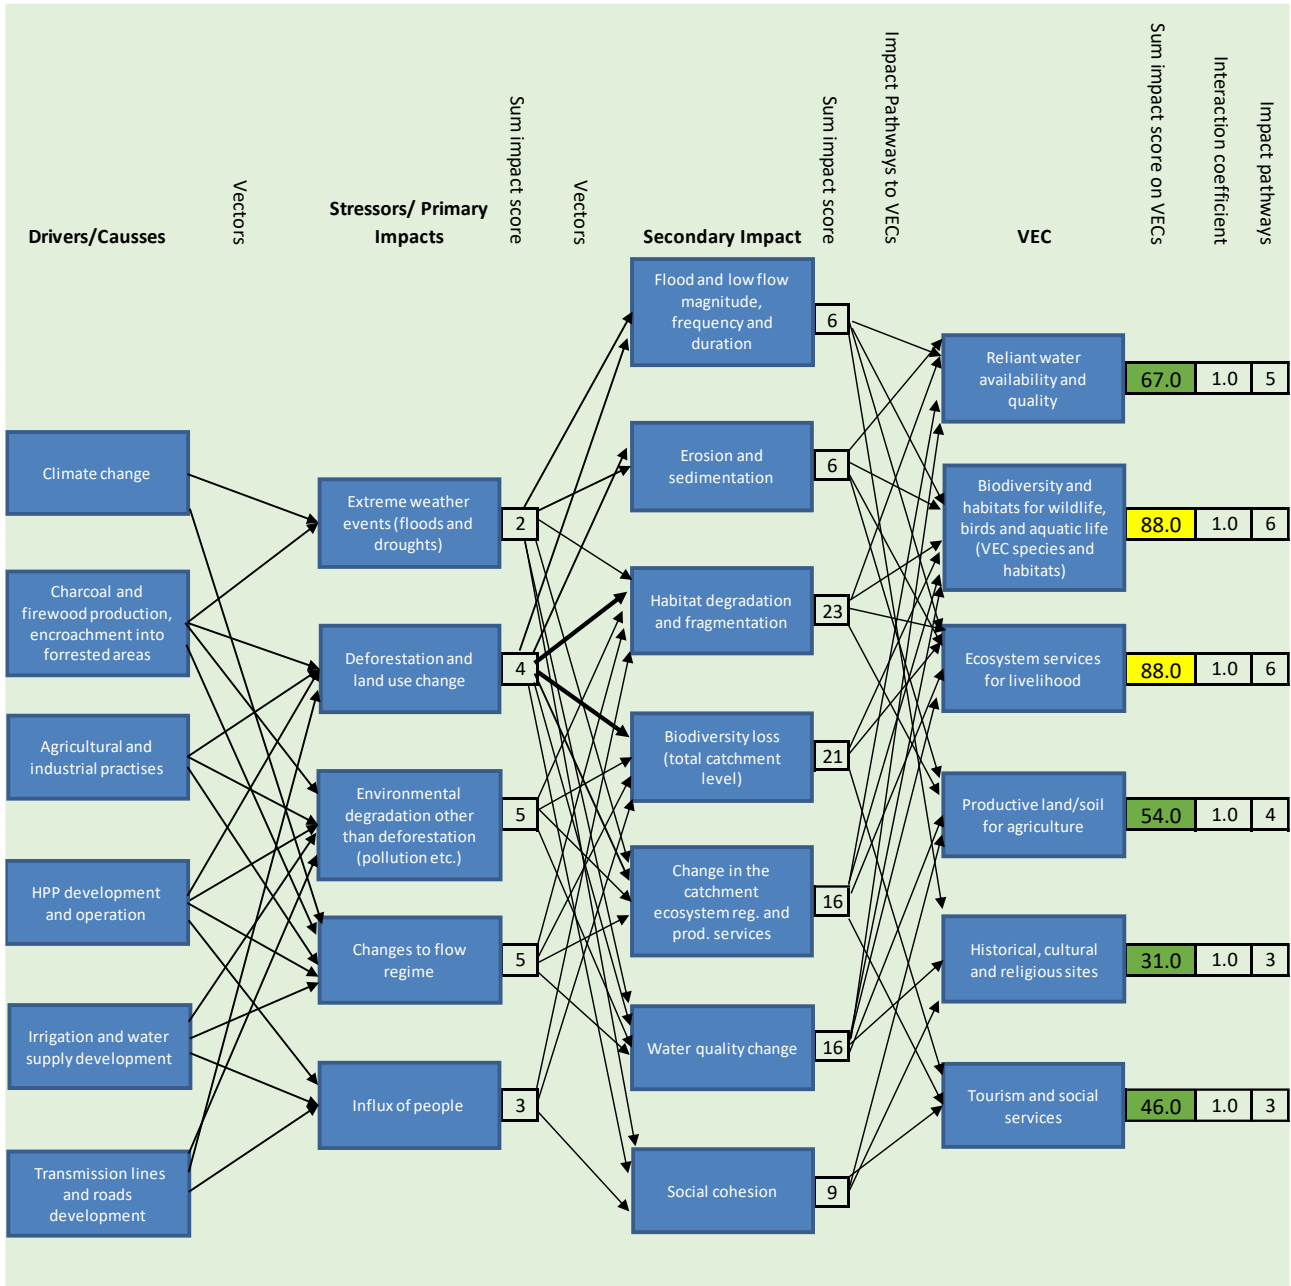 Drivers/Causses
Vectors
Stressors/ Primary
Impacts
Sum impact score
Vectors
Secondary Impact
Sum impact score
Impact Pathways to VECs
VEC
Sum impact score on VECs
Interaction coefficient
Impact pathways
Climate change
Charcoal and
firewood production,
encroachment into
forrested areas
Agricultural and
industrial practises
HPP development
and operation
Irrigation and water
supply development
Transmission lines
and roads
development
Extreme weather
events (floods and
droughts)
2
Deforestation and
land use change
4
Environmental
degradation other
than deforestation
(pollution etc.)
5
Changes to flow
regime
5
Influx of people
3
Flood and low flow
magnitude,
frequency and
duration
6
Erosion and
sedimentation
6
Habitat degradation
and fragmentation
23
Biodiversity loss
(total catchment
level)
21
Change in the
catchment
ecosystem reg. and
prod. services
16
Water quality change
16
Social cohesion
9
Reliant water
availability and
quality
67.0 1.0 5
Biodiversity and
habitats for wildlife,
birds and aquatic life
(VEC species and
habitats)
88.0 1.0 6
Ecosystem services
for livelihood
88.0 1.0 6
Productive land/soil
for agriculture
54.0 1.0 4
Historical, cultural
and religious sites
31.0 1.0 3
Tourism and social
services
46.0 1.0 3